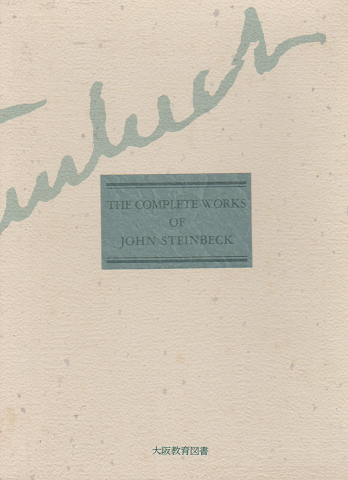 THE COMPLETE WORKS
OF
JOHN STEINBECK
大阪教育図書